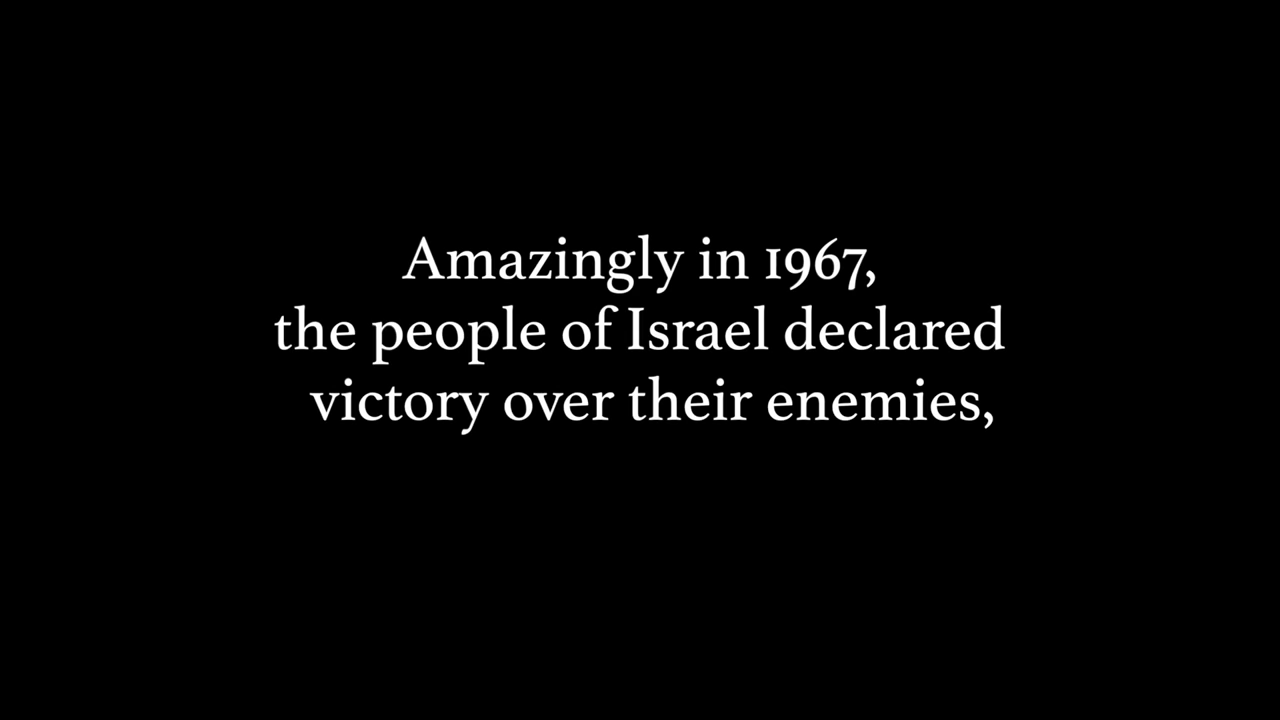 Amazingly in 1967,
the people of Israel declared
victory over their enemies,